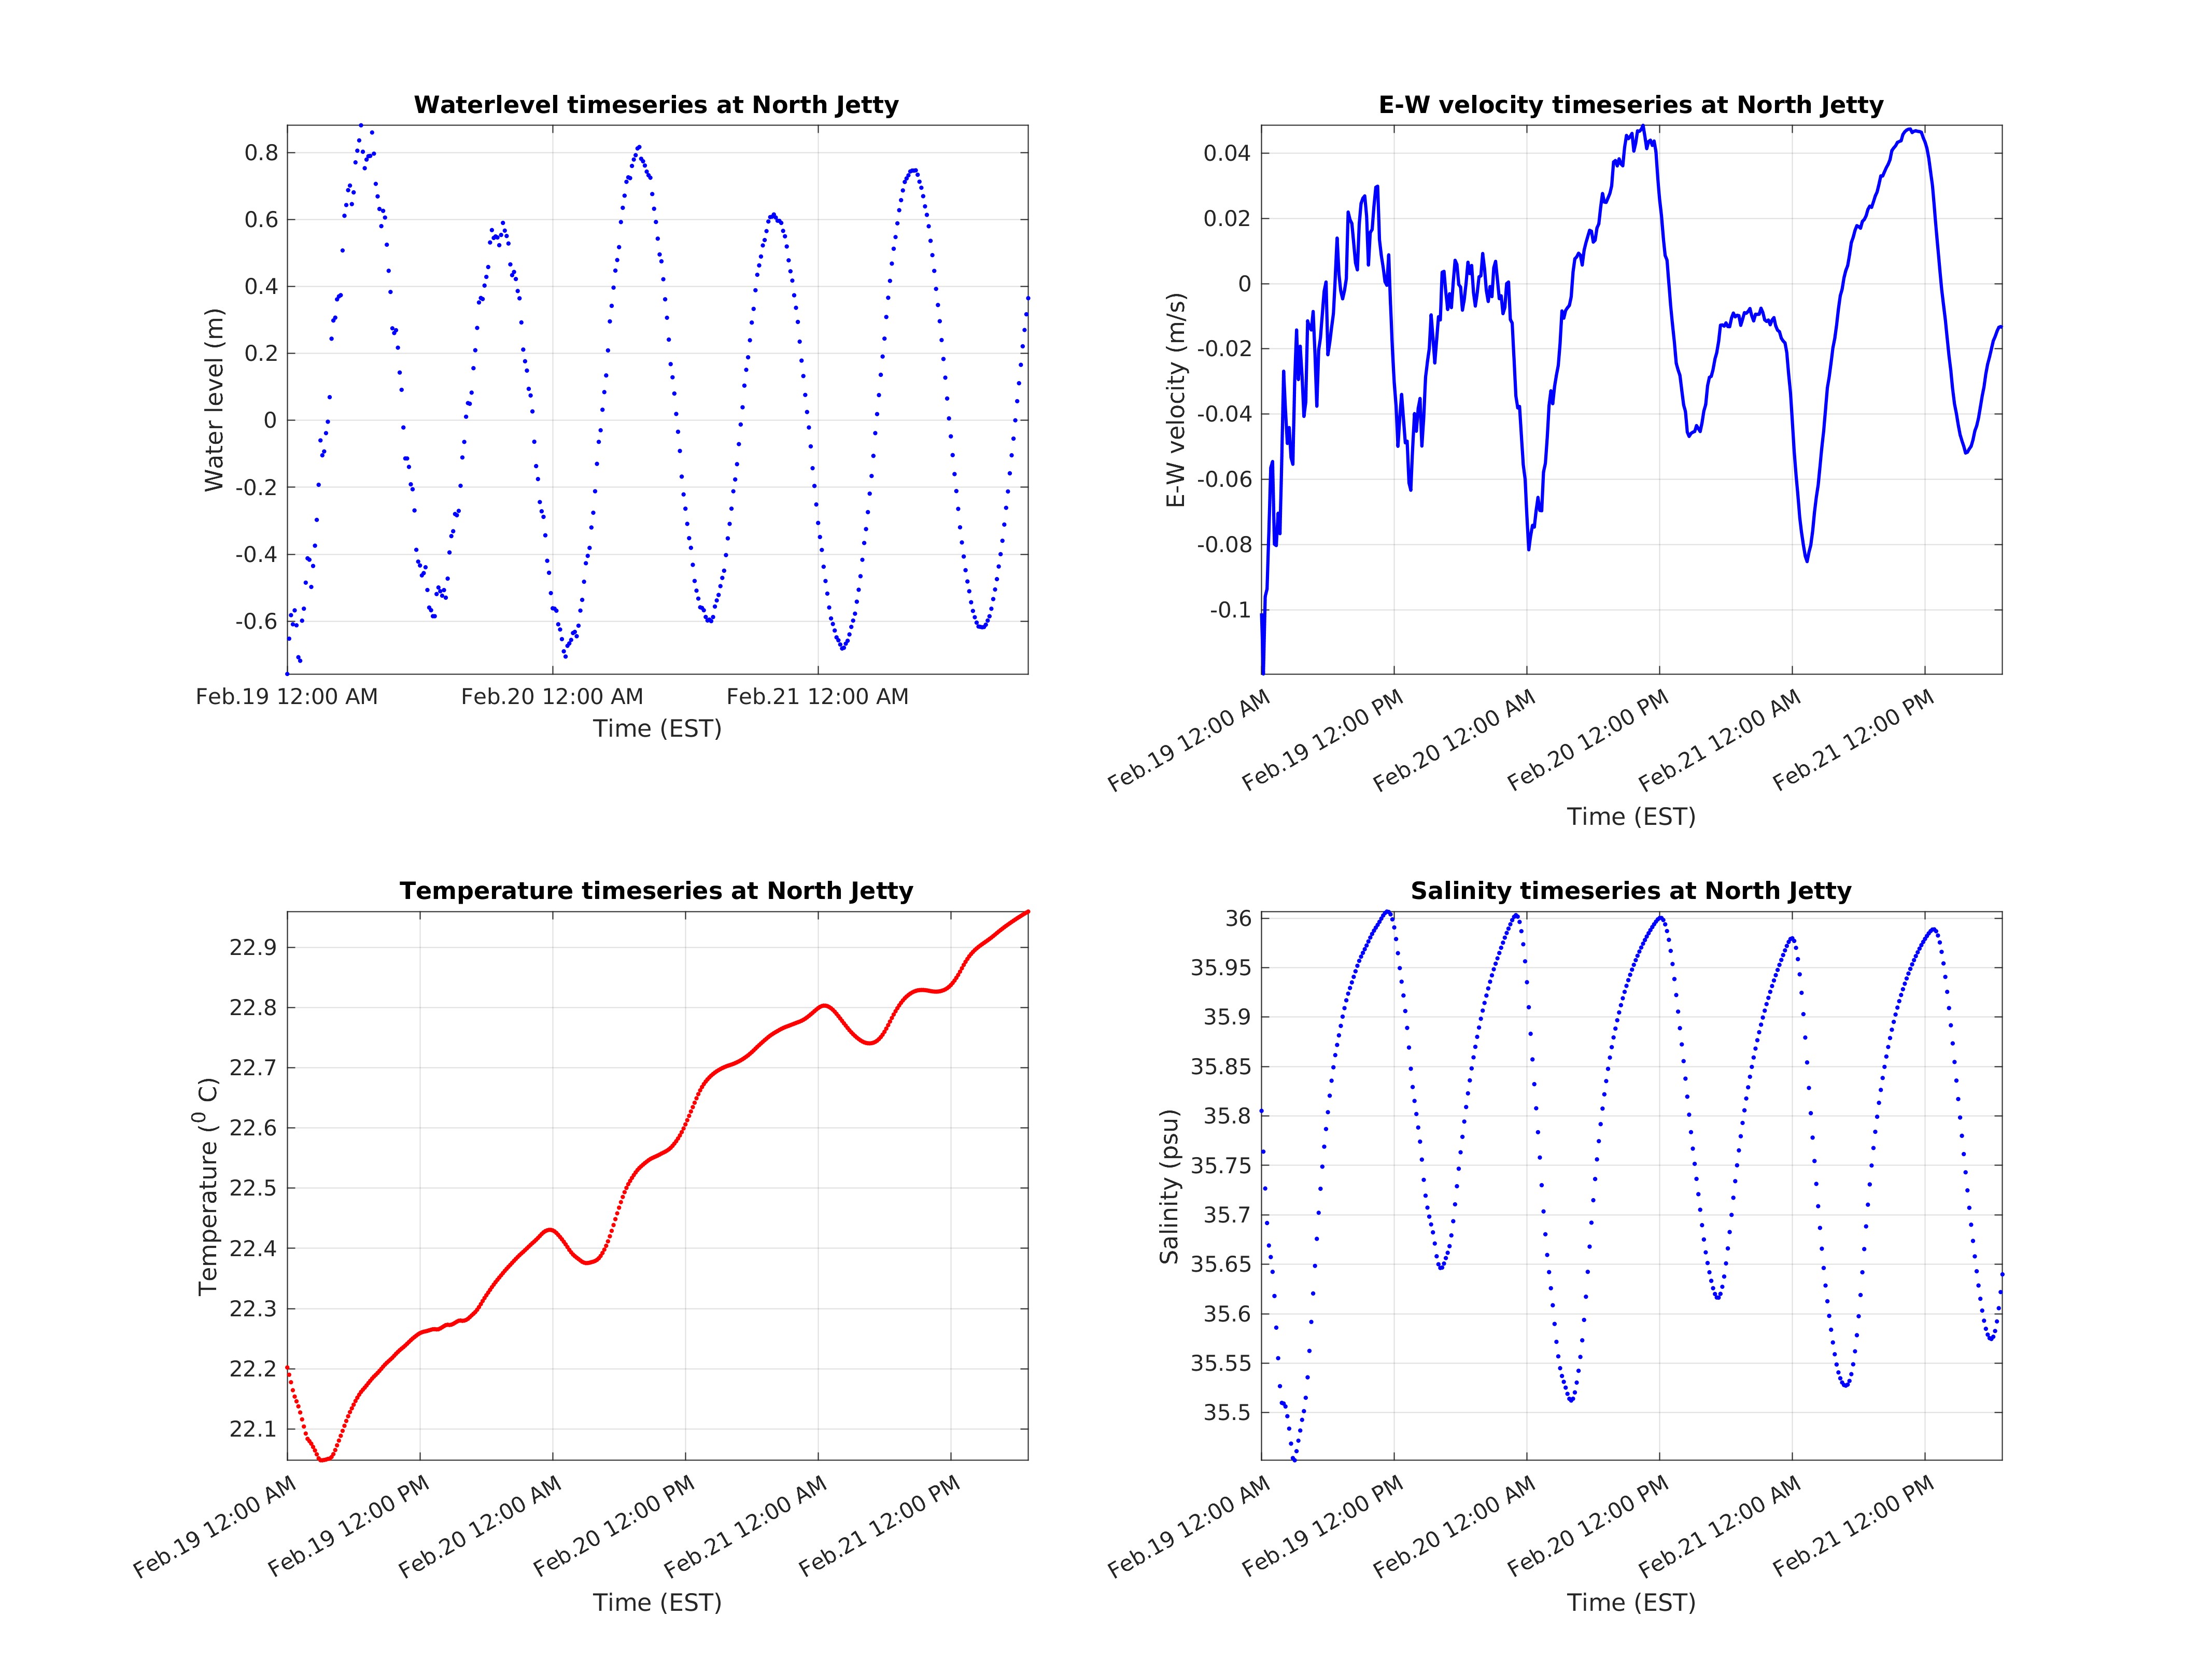 Waterlevel timeseries at North Jetty
0.8
0.6
0.4
0.2
0
-0.2
-0.4
-0.6
Water level (m)
Feb.19 12:00 AM
Feb.20 12:00 AM
Feb.21 12:00 AM
Time (EST)
E-W velocity timeseries at North Jetty
0.04
0.02
0
-0.02
-0.04
-0.06
-0.08
-0.1
E-W velocity (m/s)
Feb.19 12:00 AM
Feb.19 12:00 PM
Feb.20 12:00 AM
Feb.20 12:00 PM
Feb.21 12:00 AM
Feb.21 12:00 PM
Time (EST)
Temperature timeseries at North Jetty
22.9
22.8
22.7
22.6
22.5
22.4
22.3
22.2
22.1
Temperature (⁰ C)
Feb.19 12:00 AM
Feb.19 12:00 PM
Feb.20 12:00 AM
Feb.20 12:00 PM
Feb.21 12:00 AM
Feb.21 12:00 PM
Time (EST)
Salinity timeseries at North Jetty
36
35.95
35.9
35.85
35.8
35.75
35.7
35.65
35.6
35.55
35.5
Salinity (psu)
Feb.19 12:00 AM
Feb.19 12:00 PM
Feb.20 12:00 AM
Feb.20 12:00 PM
Feb.21 12:00 AM
Feb.21 12:00 PM
Time (EST)